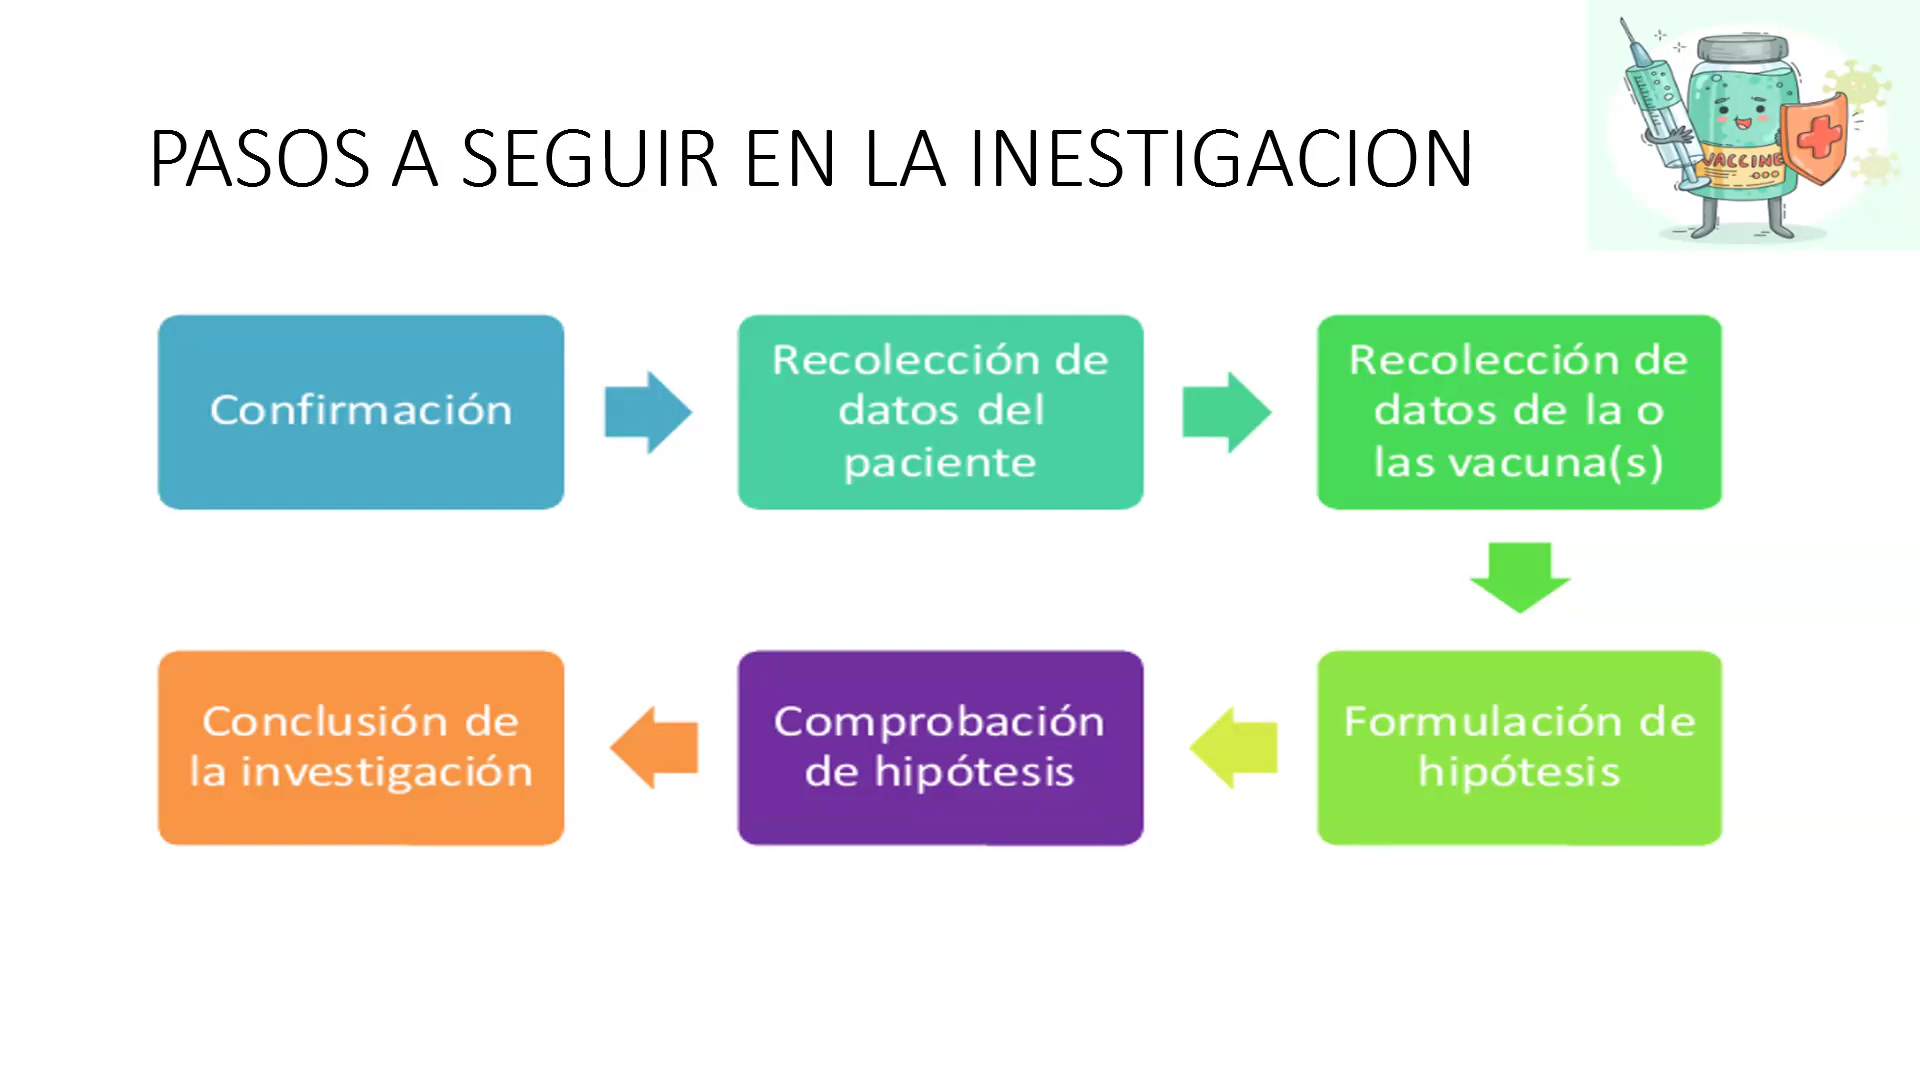 PASOS A SEGUIR EN LA INESTIGACION
VACCINE
Confirmación
Recolección de
datos del
paciente
Recolección de
datos de la o
las vacuna(s)
Formulación de
hipótesis
Comprobación
de hipótesis
Conclusión de
la investigación